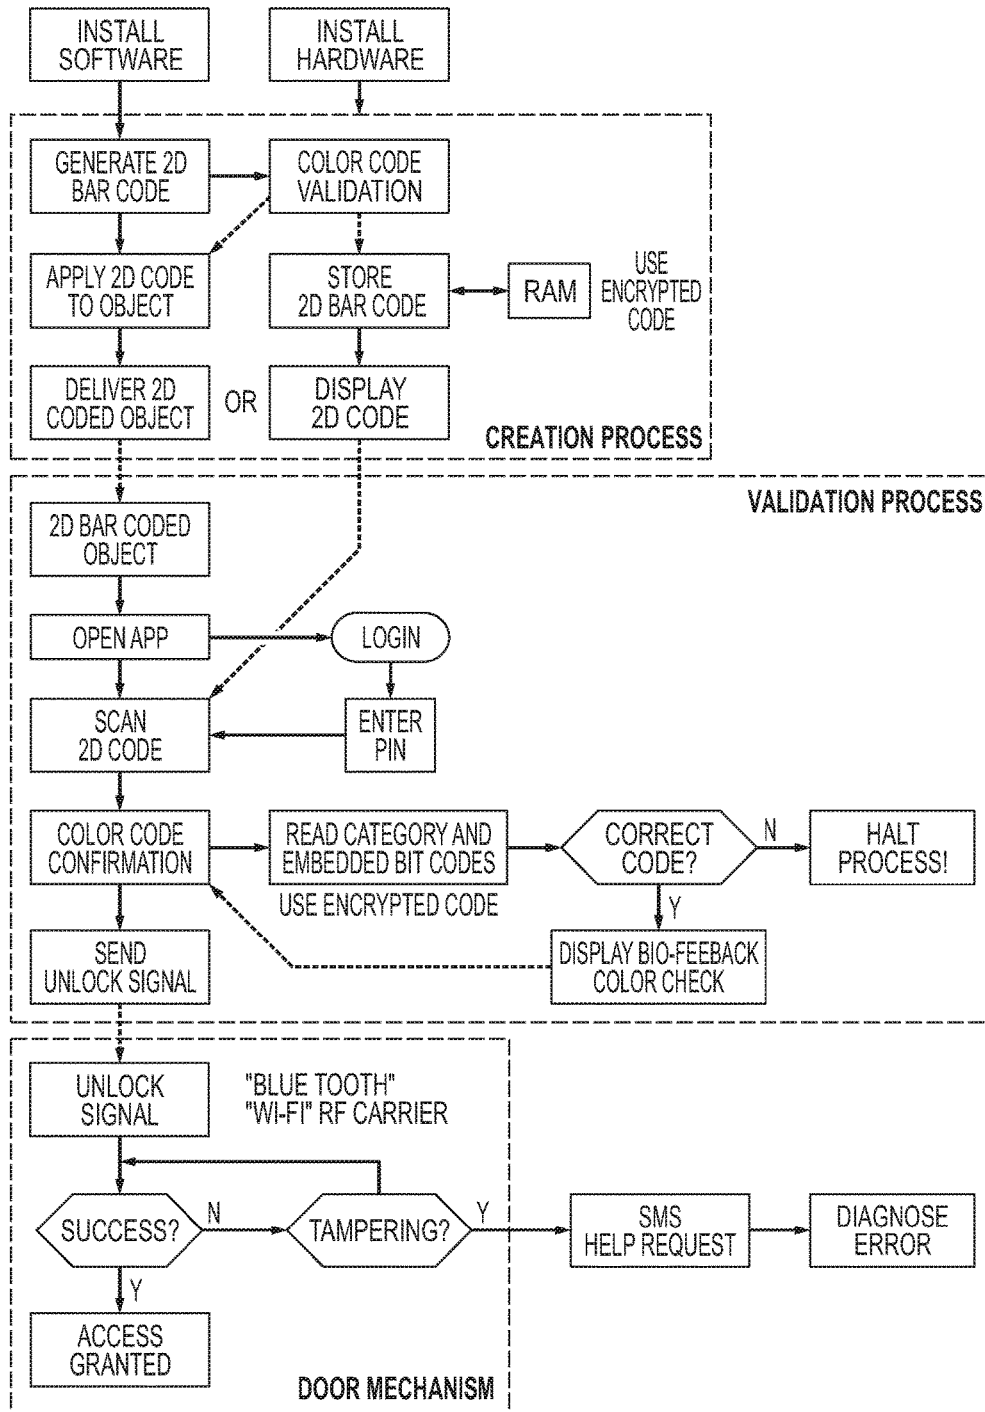 INSTALL
SOFTWARE
INSTALL
HARDWARE
GENERATE 2D
BAR CODE
COLOR CODE
VALIDATION
APPLY 2D CODE
TO OBJECT
STORE
2D BAR CODE
RAM
USE
ENCRYPTED
CODE
DELIVER 2D
CODED OBJECT
OR
DISPLAY
2D CODE
CREATION PROCESS
VALIDATION PROCESS
2D BAR CODED
OBJECT
OPEN APP
LOGIN
SCAN
2D CODE
ENTER
PIN
COLOR CODE
CONFIRMATION
READ CATEGORY AND
EMBEDDED BIT CODES
USE ENCRYPTED CODE
CORRECT
CODE?
N
HALT
PROCESS!
Y
DISPLAY BIO-FEEBACK
COLOR CHECK
SEND
UNLOCK SIGNAL
UNLOCK
SIGNAL
"BLUE TOOTH"
"WI-FI" RF CARRIER
SUCCESS?
N
TAMPERING?
Y
SMS
HELP REQUEST
DIAGNOSE
ERROR
Y
ACCESS
GRANTED
DOOR MECHANISM